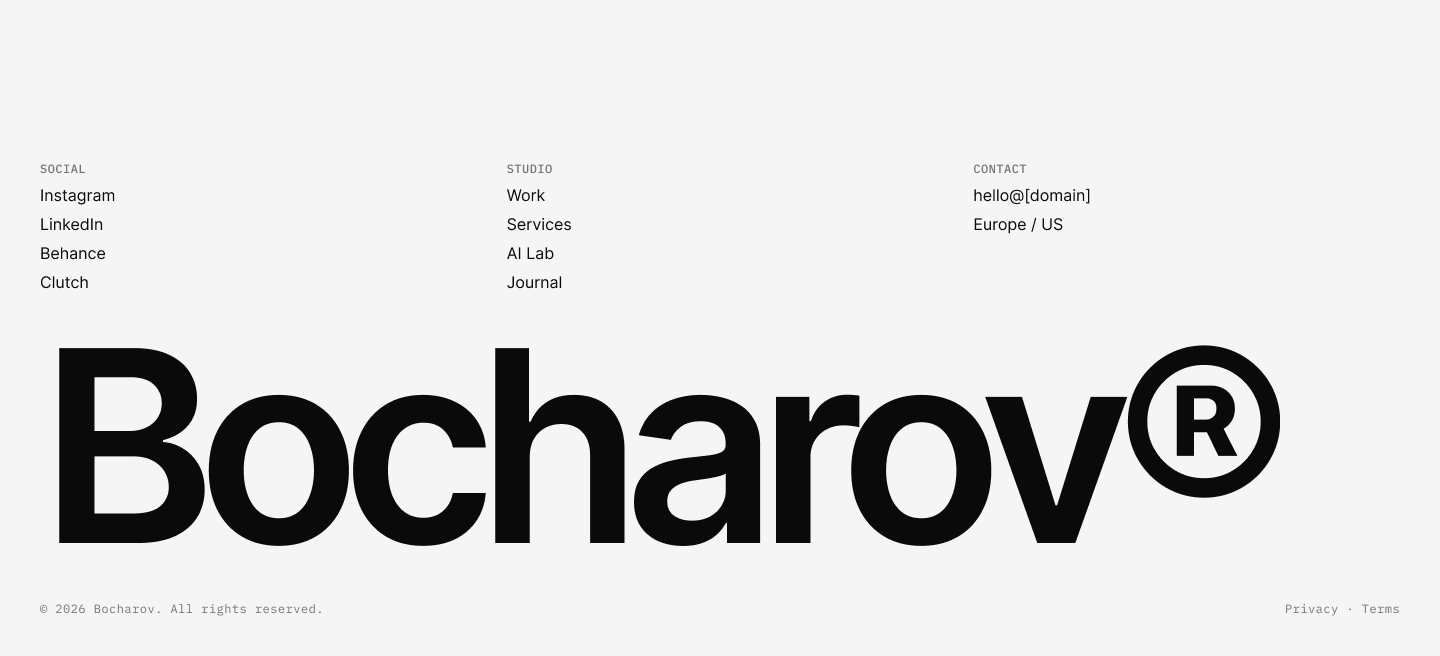 SOCIAL
Instagram
LinkedIn
Behance
Clutch
STUDIO
Work
Services
AI Lab
Journal
CONTACT
hello@[domain]
Europe / US
Bocharov®
© 2026 Bocharov. All rights reserved.
Privacy · Terms